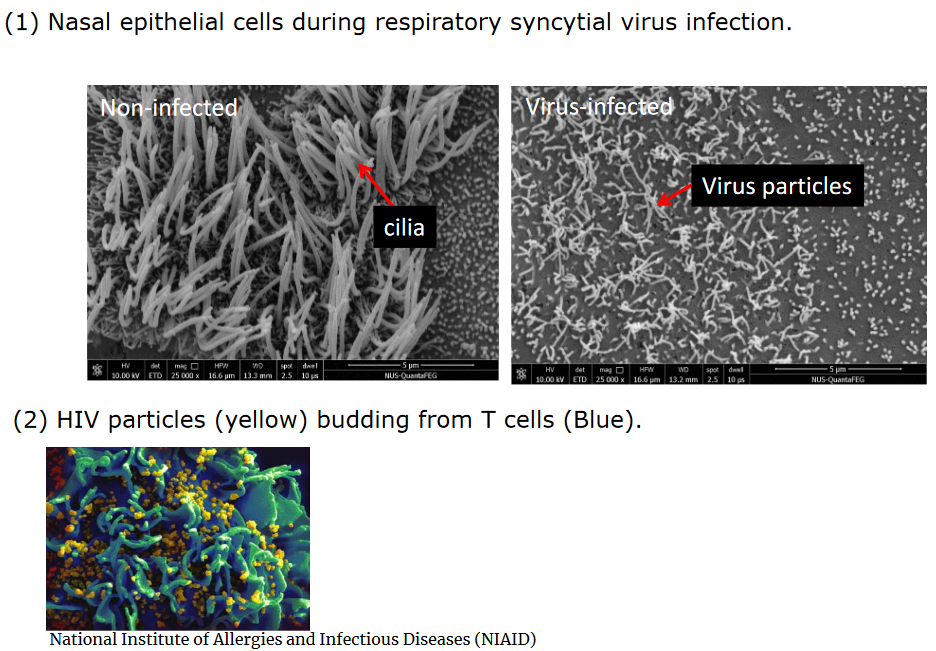 (1) Nasal epithelial cells during respiratory syncytial virus infection.
Non-infected
cilia
HV det mag □ HFW WD spot dwell
10.00 kV ETD 25 000 x 16.6 µm 13.3 mm 2.5 10 µs
5 µm
NUS-QuantaFEG
Virus-infected
Virus particles
HV det mag □ HFW WD spot dwell
10.00 kV ETD 25 000 x 16.6 µm 13.2 mm 2.5 10 µs
5 µm
NUS-QuantaFEG
(2) HIV particles (yellow) budding from T cells (Blue).
National Institute of Allergies and Infectious Diseases (NIAID)